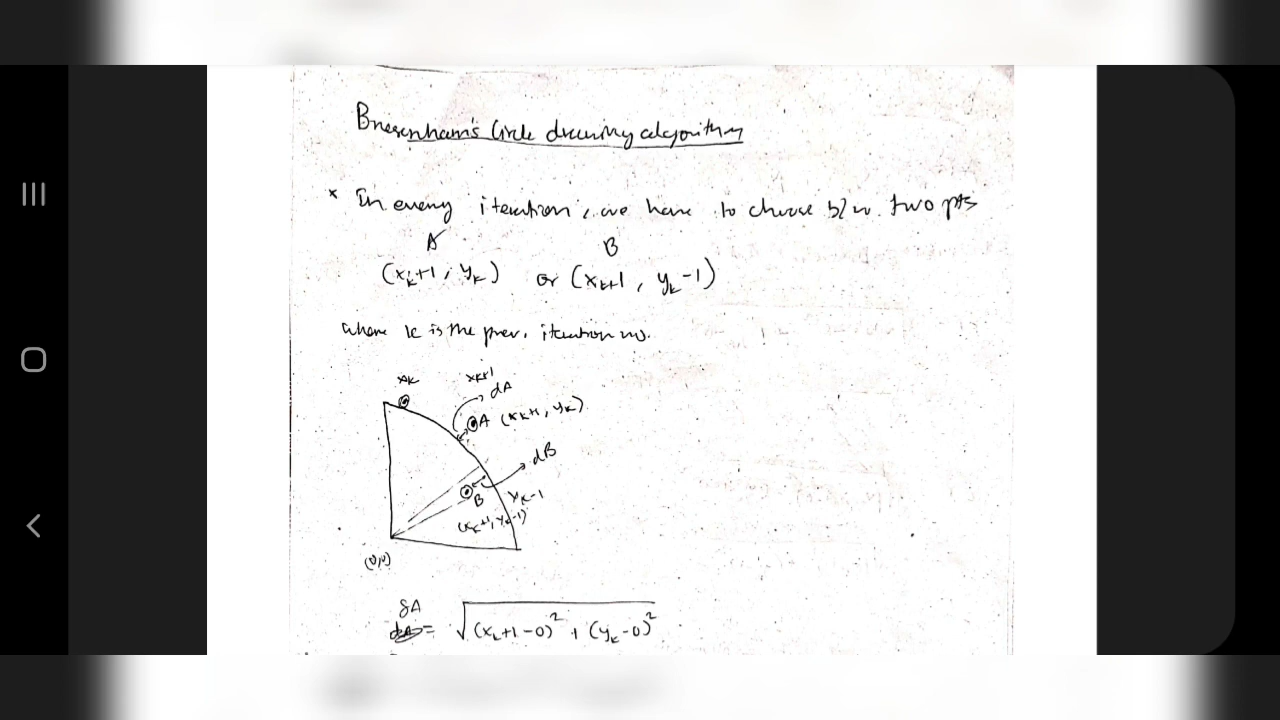 Bresenham's Circle drawing algorithm
* In every iteration, we have to choose b/w. two pts
A B
(xk+1, yk) or (xk+1, yk-1)
where k is the prev. iteration no.
xk xk+1
dA
A (xk+1, yk)
dB
B yk-1
(xk+1, yk-1)
(0,0)
SA
dA = √(xk+1-0)² + (yk-0)²